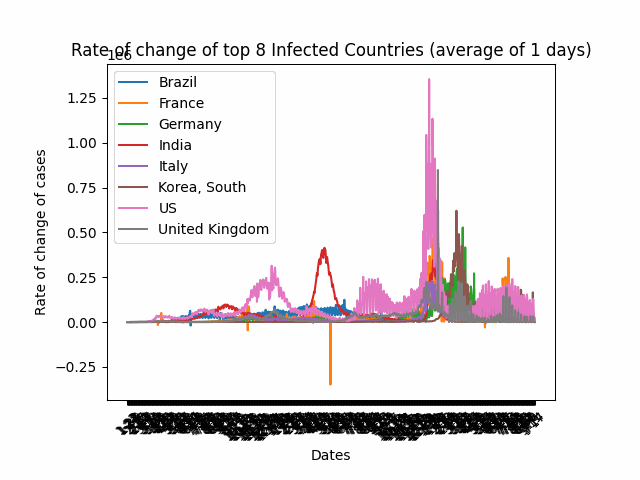 Rate of change of top 8 Infected Countries (average of 1 days)
1e6
Brazil
France
Germany
India
Italy
Korea, South
US
United Kingdom
1.25
1.00
0.75
0.50
0.25
0.00
−0.25
Rate of change of cases
Dates